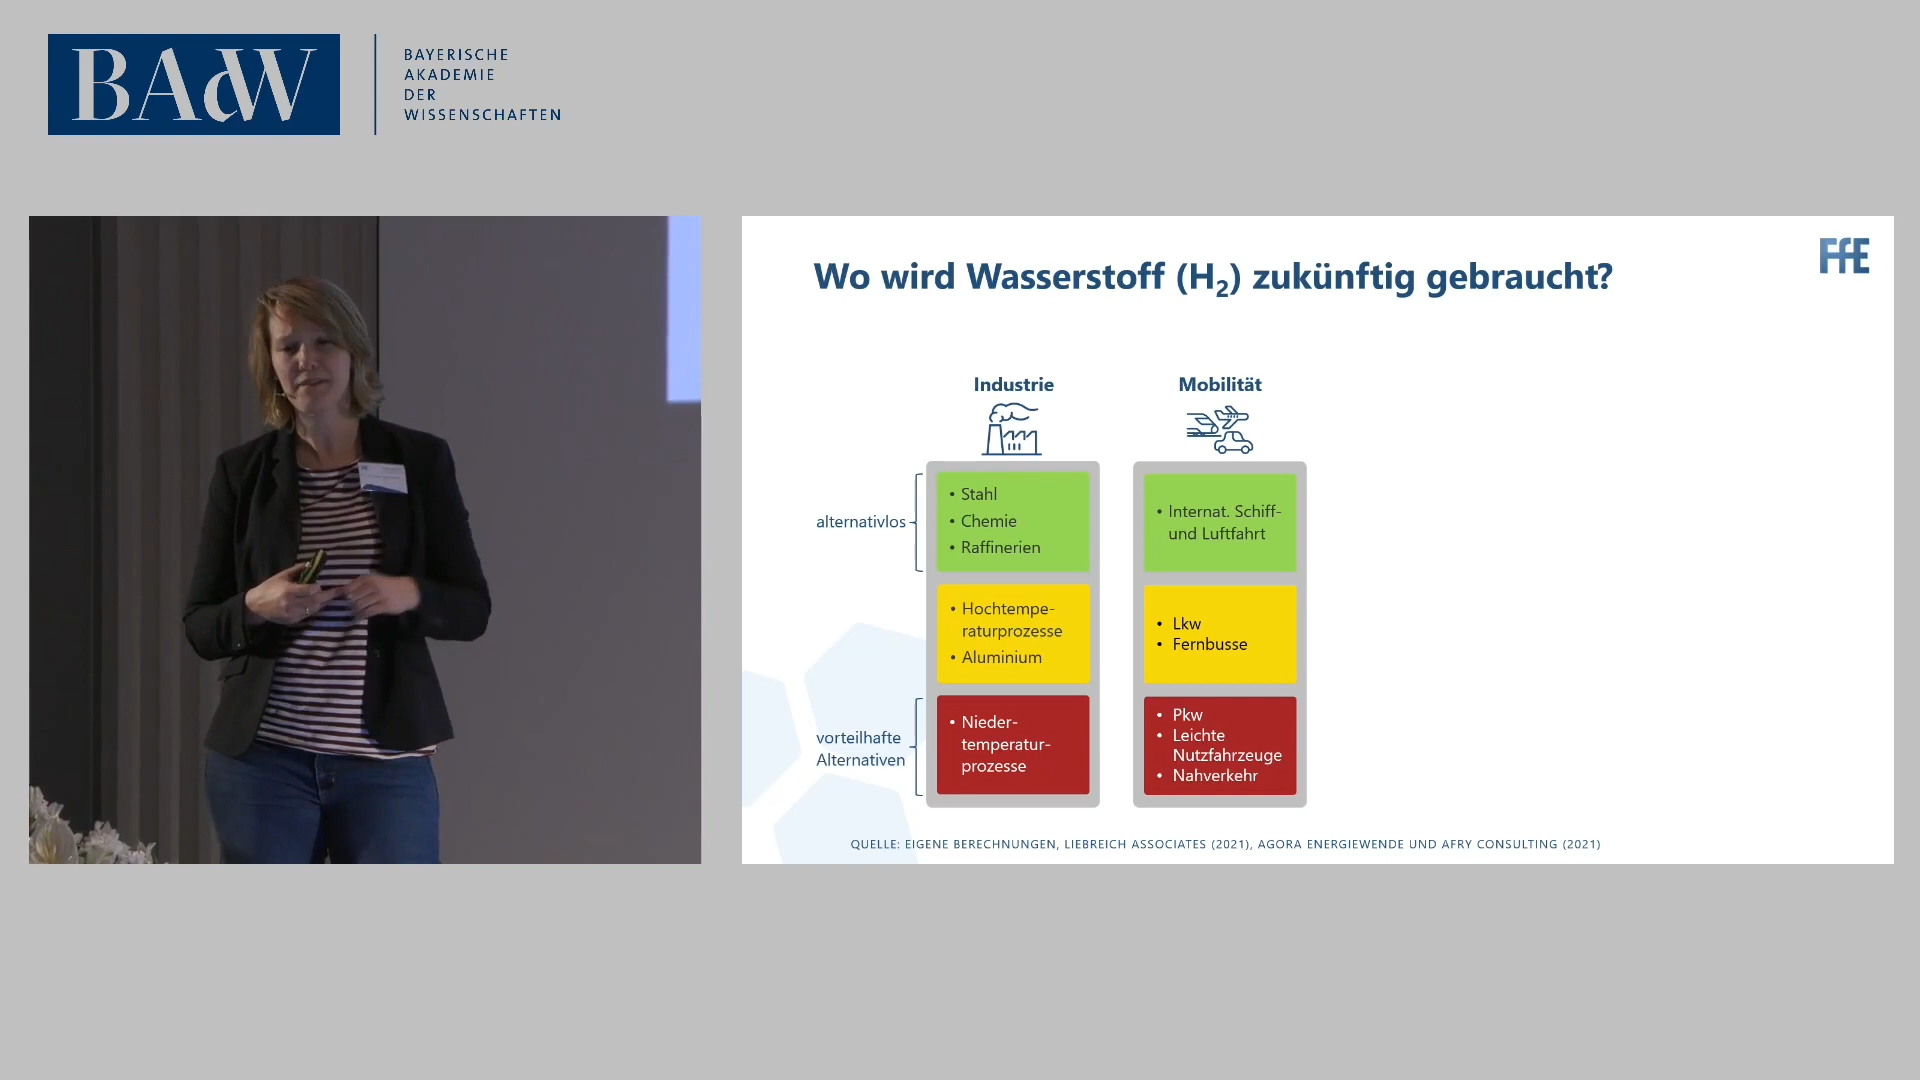 BAdW
BAYERISCHE
AKADEMIE
DER
WISSENSCHAFTEN
FfE
Wo wird Wasserstoff (H₂) zukünftig gebraucht?
Industrie
Mobilität
alternativlos
• Stahl
• Chemie
• Raffinerien
• Internat. Schiff-
und Luftfahrt
• Hochtempe-
raturprozesse
• Aluminium
• Lkw
• Fernbusse
vorteilhafte
Alternativen
• Nieder-
temperatur-
prozesse
• Pkw
• Leichte
Nutzfahrzeuge
• Nahverkehr
QUELLE: EIGENE BERECHNUNGEN, LIEBREICH ASSOCIATES (2021), AGORA ENERGIEWENDE UND AFRY CONSULTING (2021)